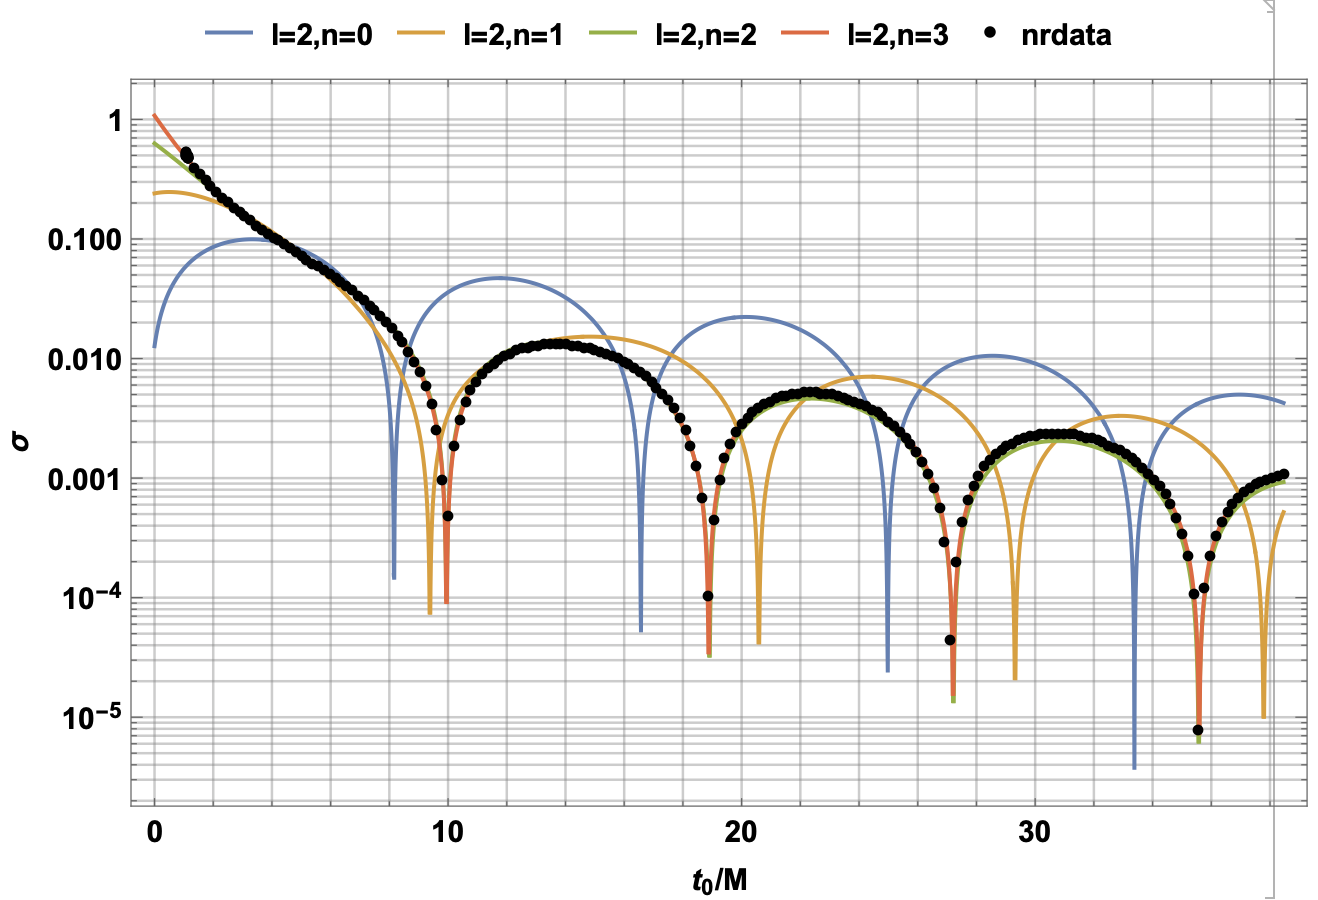 l=2,n=0 l=2,n=1 l=2,n=2 l=2,n=3 nrdata
1
0.100
0.010
0.001
10⁻⁴
10⁻⁵
σ
0 10 20 30
t₀/M